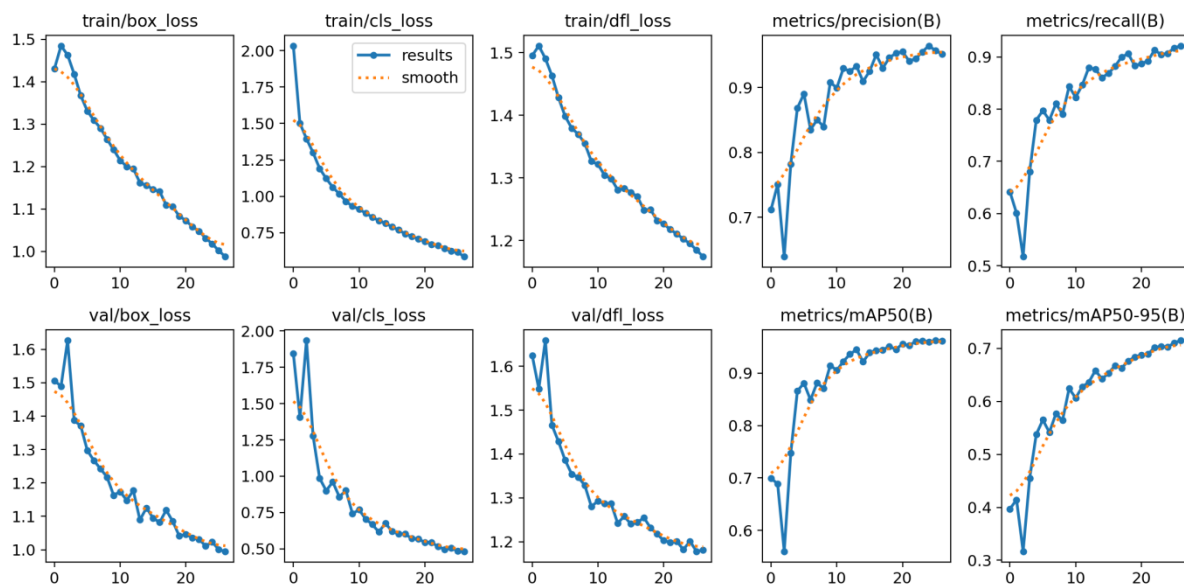 train/box_loss
1.5
1.4
1.3
1.2
1.1
1.0
0 10 20
train/cls_loss
2.00
1.75
1.50
1.25
1.00
0.75
0 10 20
results
smooth
train/dfl_loss
1.5
1.4
1.3
1.2
0 10 20
metrics/precision(B)
0.9
0.8
0.7
0 10 20
metrics/recall(B)
0.9
0.8
0.7
0.6
0.5
0 10 20
val/box_loss
1.6
1.5
1.4
1.3
1.2
1.1
1.0
0 10 20
val/cls_loss
2.00
1.75
1.50
1.25
1.00
0.75
0.50
0 10 20
val/dfl_loss
1.6
1.5
1.4
1.3
1.2
0 10 20
metrics/mAP50(B)
0.9
0.8
0.7
0.6
0 10 20
metrics/mAP50-95(B)
0.7
0.6
0.5
0.4
0.3
0 10 20